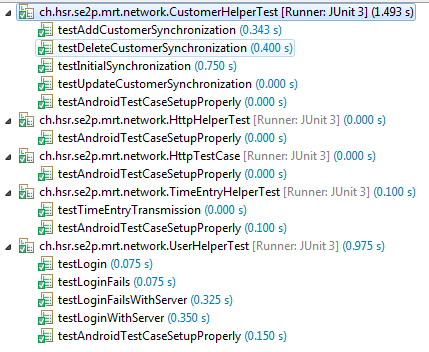 ch.hsr.se2p.mrt.network.CustomerHelperTest [Runner: JUnit 3] (1.493 s)
testAddCustomerSynchronization (0.343 s)
testDeleteCustomerSynchronization (0.400 s)
testInitialSynchronization (0.750 s)
testUpdateCustomerSynchronization (0.000 s)
testAndroidTestCaseSetupProperly (0.000 s)
ch.hsr.se2p.mrt.network.HttpHelperTest [Runner: JUnit 3] (0.000 s)
testAndroidTestCaseSetupProperly (0.000 s)
ch.hsr.se2p.mrt.network.HttpTestCase [Runner: JUnit 3] (0.000 s)
testAndroidTestCaseSetupProperly (0.000 s)
ch.hsr.se2p.mrt.network.TimeEntryHelperTest [Runner: JUnit 3] (0.100 s)
testTimeEntryTransmission (0.000 s)
testAndroidTestCaseSetupProperly (0.100 s)
ch.hsr.se2p.mrt.network.UserHelperTest [Runner: JUnit 3] (0.975 s)
testLogin (0.075 s)
testLoginFails (0.075 s)
testLoginFailsWithServer (0.325 s)
testLoginWithServer (0.350 s)
testAndroidTestCaseSetupProperly (0.150 s)